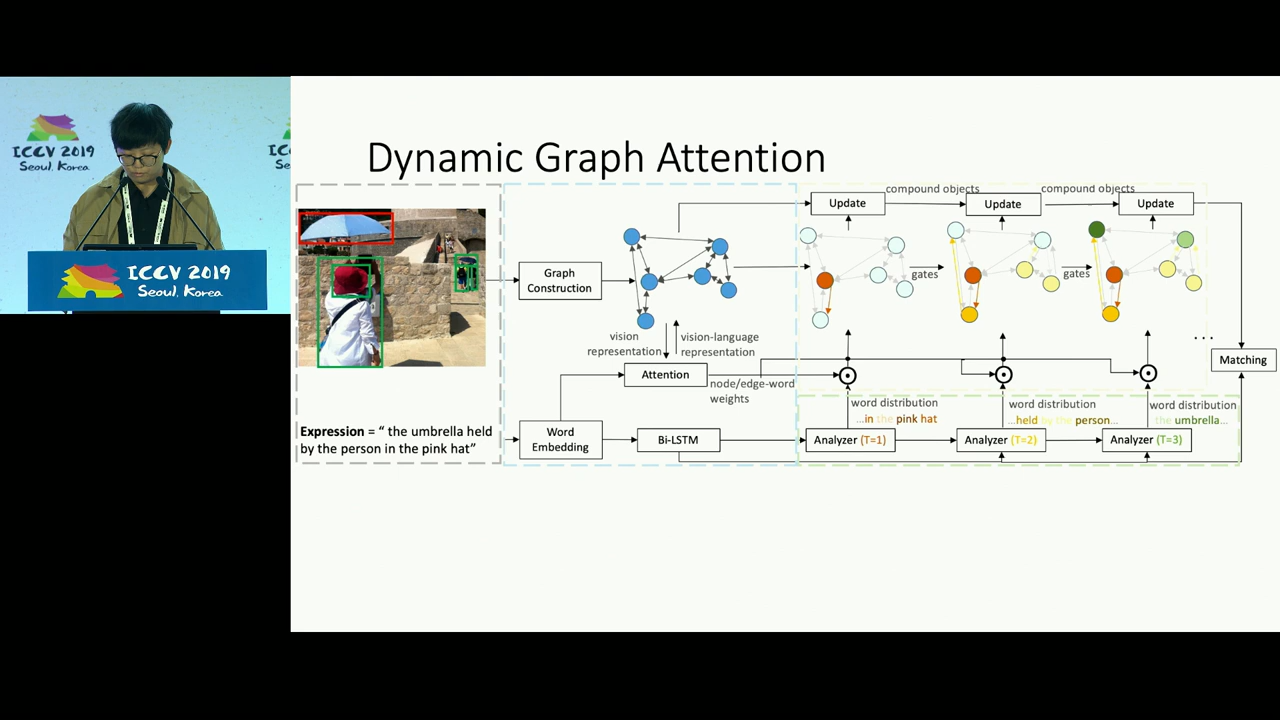 ICCV 2019
Seoul, Korea
ICCV 2019
Seoul, Korea
Dynamic Graph Attention
compound objects
compound objects
Update
Update
Update
Graph
Construction
gates
gates
vision
representation
vision-language
representation
Attention
node/edge-word
weights
...
Matching
word distribution
...in the pink hat
word distribution
...held by the person...
word distribution
the umbrella...
Expression = “ the umbrella held
by the person in the pink hat”
Word
Embedding
Bi-LSTM
Analyzer (T=1)
Analyzer (T=2)
Analyzer (T=3)